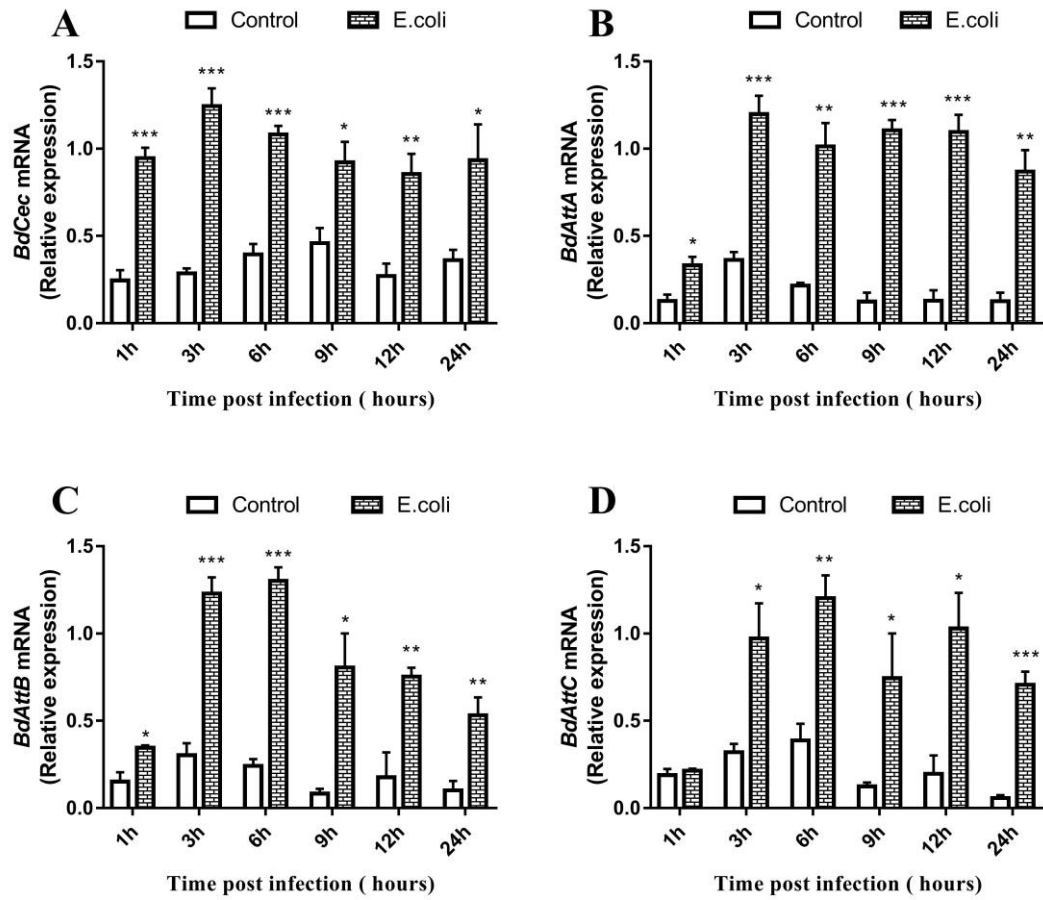 A
Control E.coli
BdCec mRNA
(Relative expression)
1.5
1.0
0.5
0.0
***
***
***
*
**
*
1h 3h 6h 9h 12h 24h
Time post infection ( hours)
B
Control E.coli
BdAttA mRNA
(Relative expression)
1.5
1.0
0.5
0.0
*
***
**
***
***
**
1h 3h 6h 9h 12h 24h
Time post infection ( hours)
C
Control E.coli
BdAttB mRNA
(Relative expression)
1.5
1.0
0.5
0.0
*
***
***
*
**
**
1h 3h 6h 9h 12h 24h
Time post infection ( hours)
D
Control E.coli
BdAttC mRNA
(Relative expression)
1.5
1.0
0.5
0.0
*
**
*
*
***
1h 3h 6h 9h 12h 24h
Time post infection ( hours)